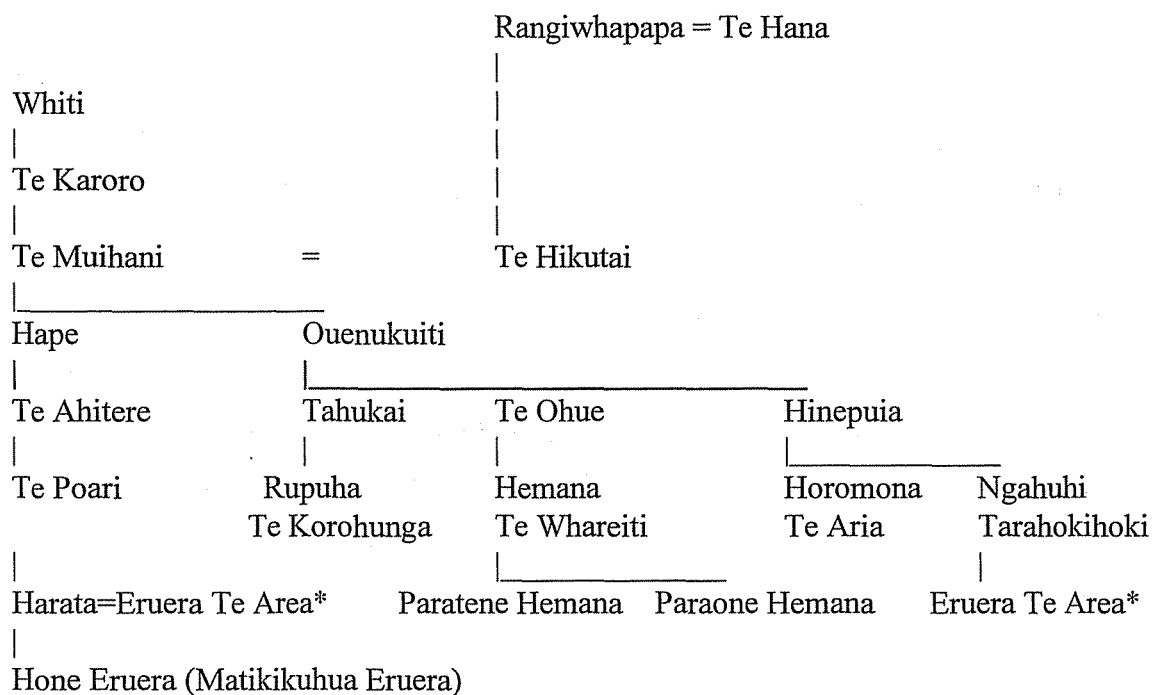 Rangiwhapapa = Te Hana
Whiti
Te Karoro
Te Muihani = Te Hikutai
Hape Ouenukuiti
Te Ahitere Tahukai Te Ohue Hinepuia
Te Poari Rupuha Hemana Horomona Ngahuhi
Te Korohunga Te Whareiti Te Aria Tarahokihoki
Harata=Eruera Te Area* Paratene Hemana Paraone Hemana Eruera Te Area*
Hone Eruera (Matikikuhua Eruera)